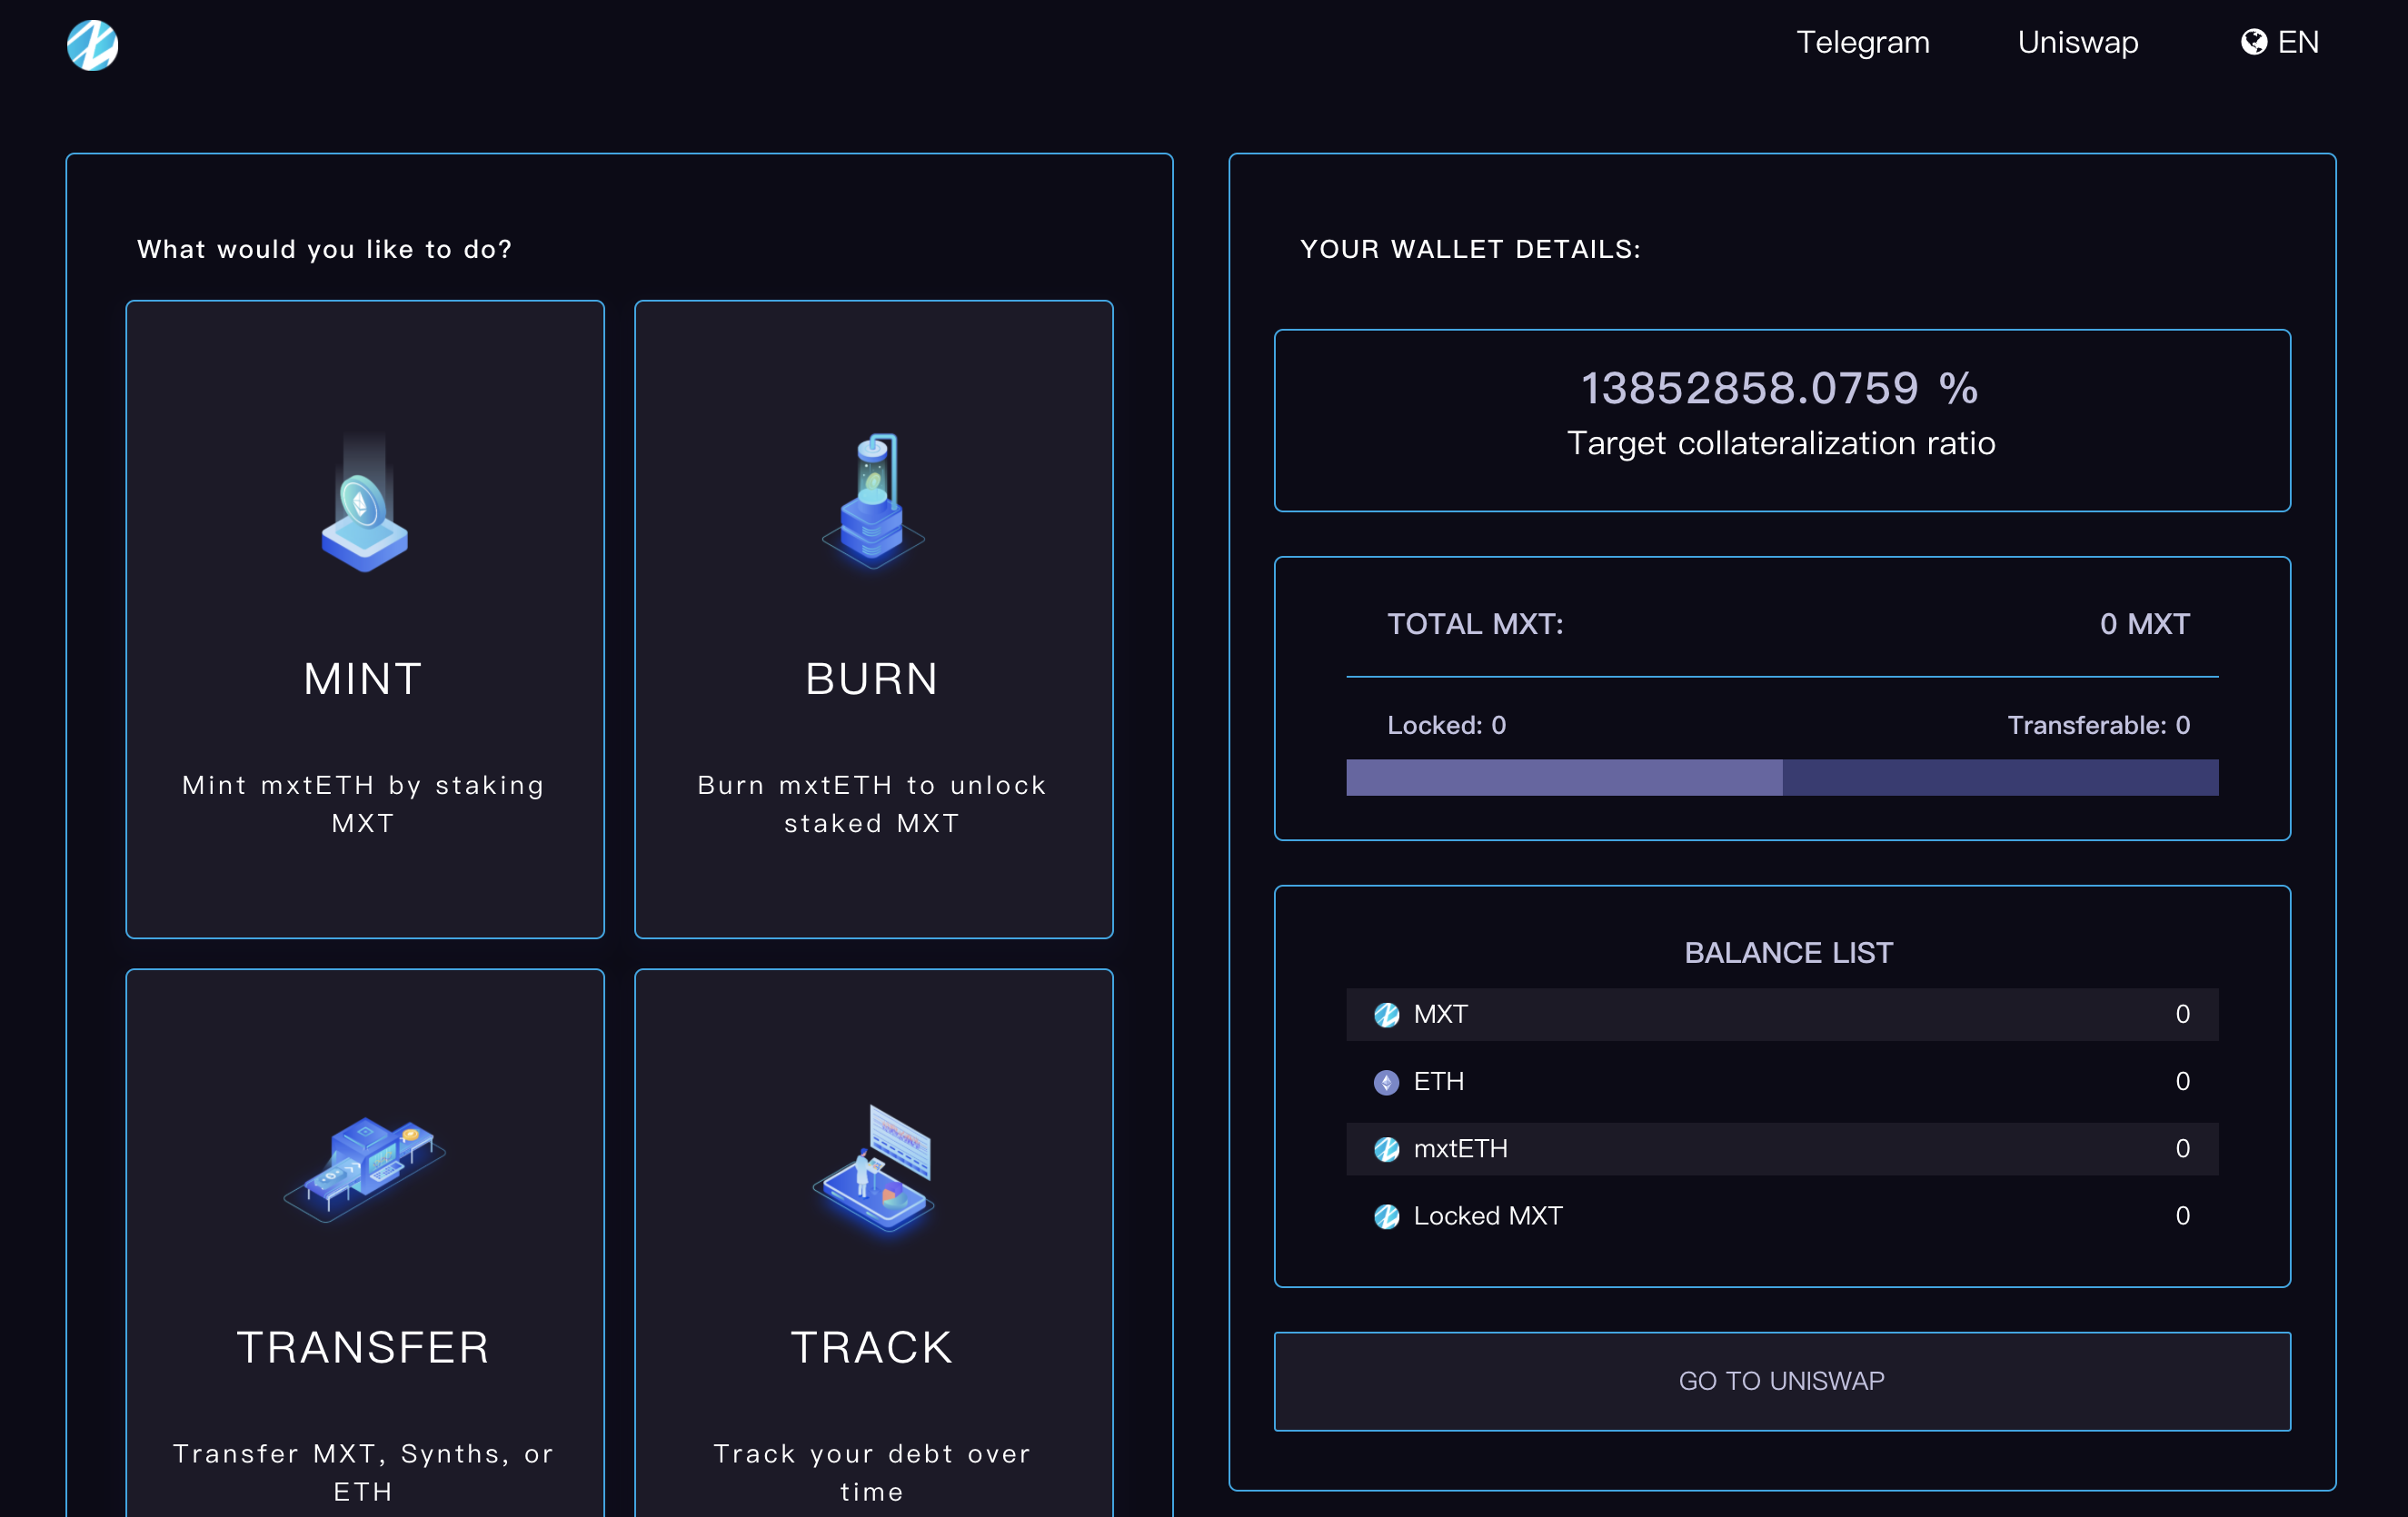 Telegram
Uniswap
EN
What would you like to do?
MINT
Mint mxtETH by staking
MXT
BURN
Burn mxtETH to unlock
staked MXT
TRANSFER
Transfer MXT, Synths, or
ETH
TRACK
Track your debt over
time
YOUR WALLET DETAILS:
13852858.0759 %
Target collateralization ratio
TOTAL MXT: 0 MXT
Locked: 0 Transferable: 0
BALANCE LIST
MXT 0
ETH 0
mxtETH 0
Locked MXT 0
GO TO UNISWAP